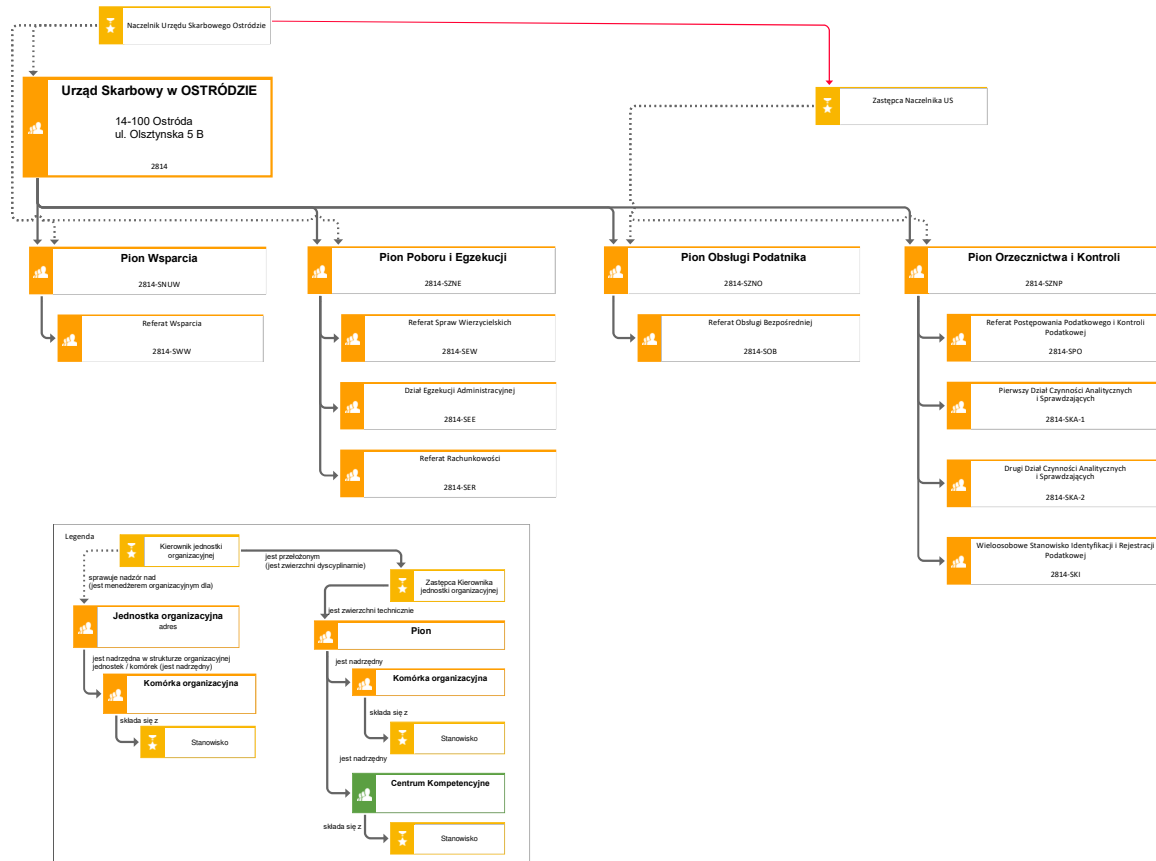 Naczelnik Urzędu Skarbowego Ostródzie
Urząd Skarbowy w OSTRÓDZIE
14-100 Ostróda
ul. Olsztynska 5 B
2814
Zastępca Naczelnika US
Pion Wsparcia
2814-SNUW
Referat Wsparcia
2814-SWW
Pion Poboru i Egzekucji
2814-SZNE
Referat Spraw Wierzycielskich
2814-SEW
Dział Egzekucji Administracyjnej
2814-SEE
Referat Rachunkowości
2814-SER
Pion Obsługi Podatnika
2814-SZNO
Referat Obsługi Bezpośredniej
2814-SOB
Pion Orzecznictwa i Kontroli
2814-SZNP
Referat Postępowania Podatkowego i Kontroli
Podatkowej
2814-SPO
Pierwszy Dział Czynności Analitycznych
i Sprawdzających
2814-SKA-1
Drugi Dział Czynności Analitycznych
i Sprawdzających
2814-SKA-2
Wieloosobowe Stanowisko Identyfikacji i Rejestracji
Podatkowej
2814-SKI
Legenda
Kierownik jednostki
organizacyjnej
jest przełożonym
(jest zwierzchni dyscyplinarnie)
sprawuje nadzór nad
(jest menedżerem organizacyjnym dla)
Zastępca Kierownika
jednostki organizacyjnej
jest zwierzchni technicznie
Jednostka organizacyjna
adres
Pion
jest nadrzędna w strukturze organizacyjnej
jednostek / komórek (jest nadrzędny)
jest nadrzędny
Komórka organizacyjna
Komórka organizacyjna
składa się z
składa się z
Stanowisko
Stanowisko
jest nadrzędny
Centrum Kompetencyjne
składa się z
Stanowisko